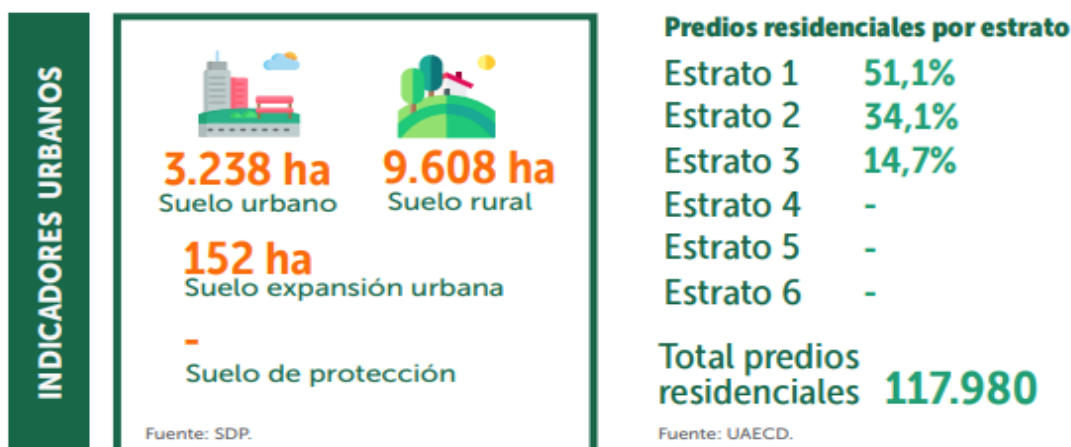 INDICADORES URBANOS
3.238 ha
Suelo urbano
9.608 ha
Suelo rural
152 ha
Suelo expansión urbana
-
Suelo de protección
Fuente: SDP.
Predios residenciales por estrato
Estrato 1 51,1%
Estrato 2 34,1%
Estrato 3 14,7%
Estrato 4 -
Estrato 5 -
Estrato 6 -
Total predios
residenciales 117.980
Fuente: UAECD.